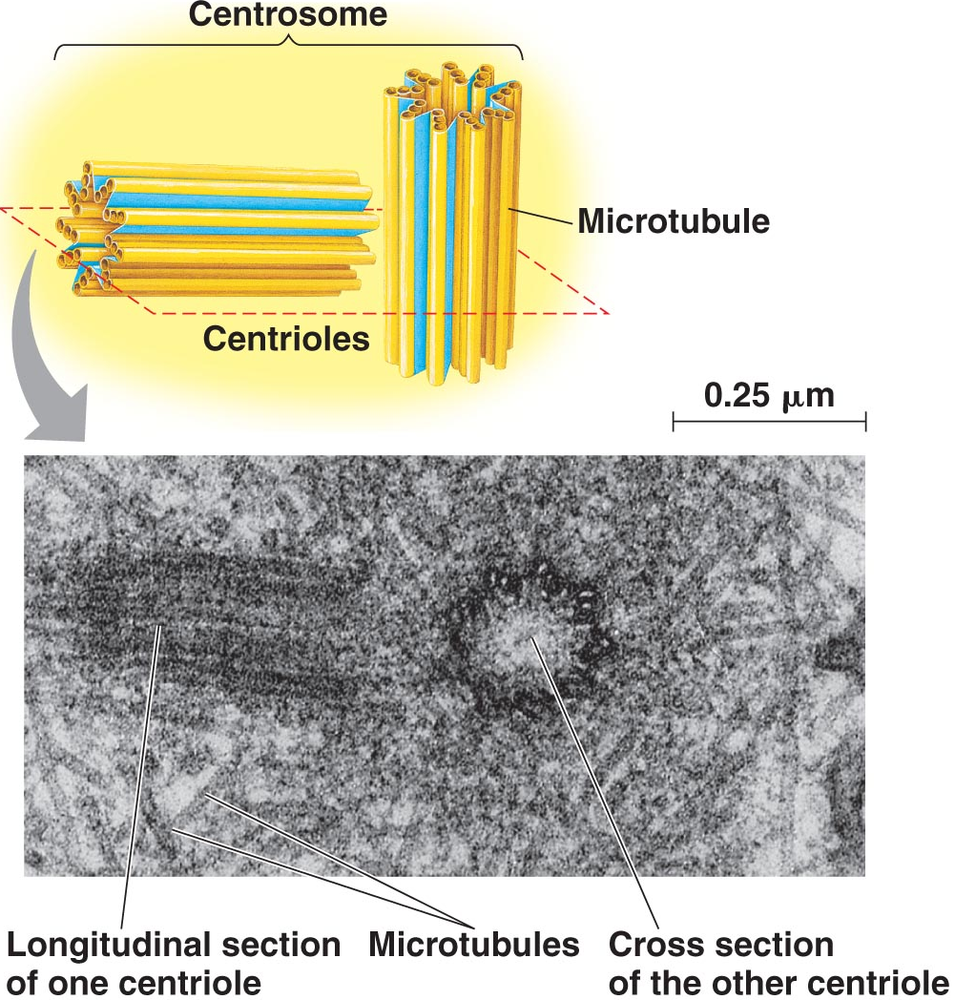 Centrosome
Microtubule
Centrioles
0.25 μm
Longitudinal section
of one centriole
Microtubules
Cross section
of the other centriole